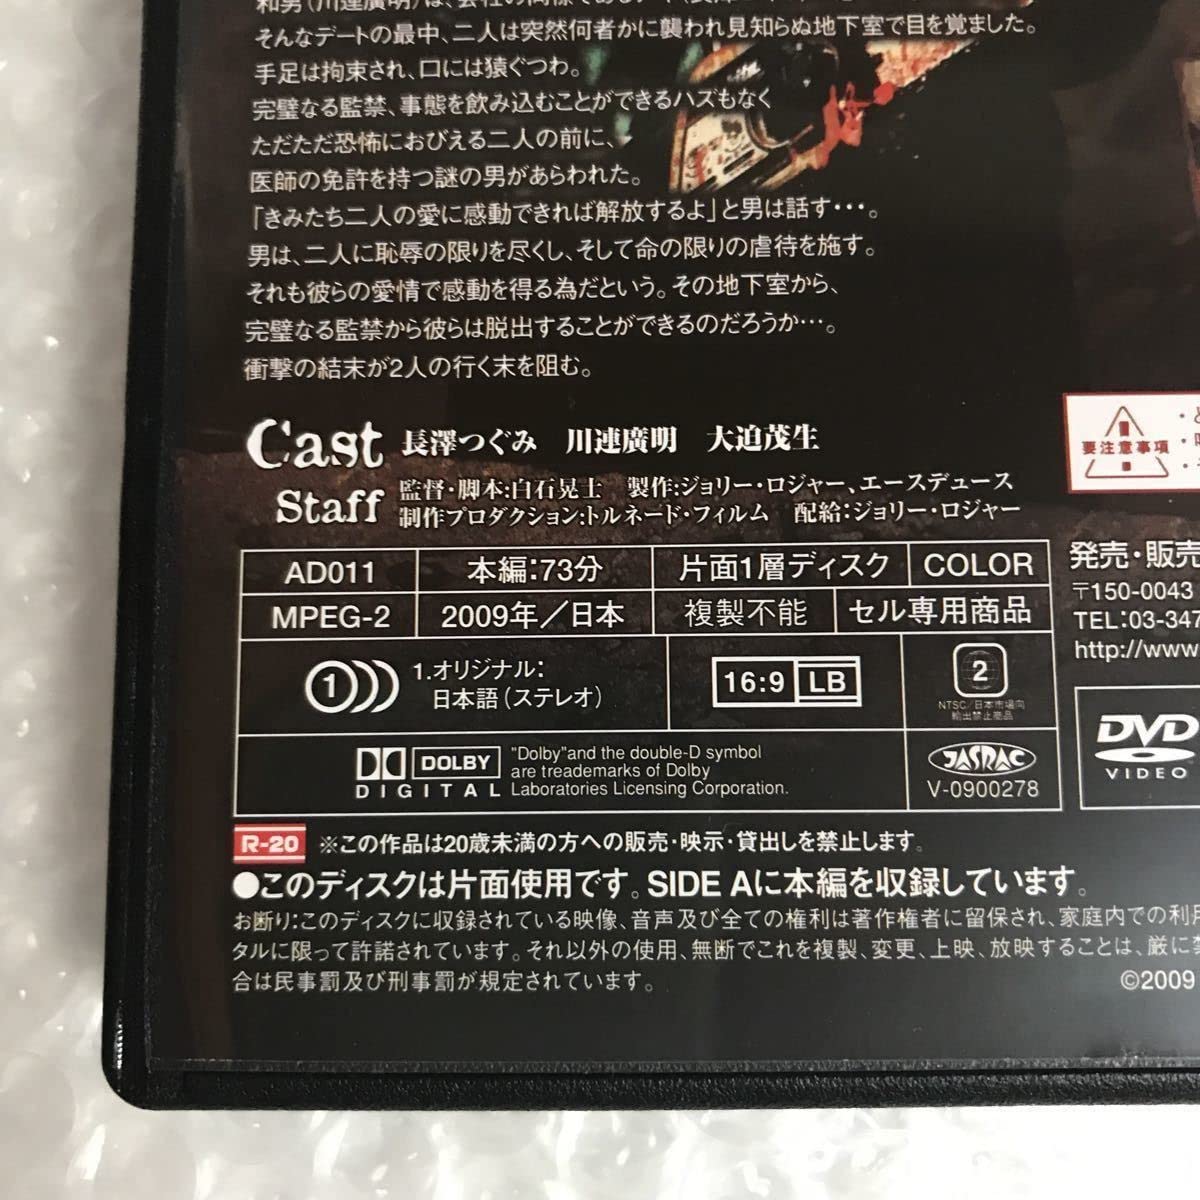 和男(川連廣明)は、会社の同僚である
そんなデートの最中、二人は突然何者かに襲われ見知らぬ地下室で目を覚ました。
手足は拘束され、口には猿ぐつわ。
完璧なる監禁、事態を飲み込むことができるハズもなく
ただただ恐怖におびえる二人の前に、
医師の免許を持つ謎の男があらわれた。
「きみたち二人の愛に感動できれば解放するよ」と男は話す・・・。
男は、二人に恥辱の限りを尽くし、そして命の限りの虐待を施す。
それも彼らの愛情で感動を得る為だという。その地下室から、
完璧なる監禁から彼らは脱出することができるのだろうか…。
衝撃の結末が2人の行く末を阻む。
Cast 長澤つぐみ 川連廣明 大迫茂生
Staff 監督・脚本:白石晃士 製作:ジョリー・ロジャー、エースデュース
制作プロダクション:トルネード・フィルム 配給:ジョリー・ロジャー
要注意事項
AD011 本編:73分 片面1層ディスク COLOR
MPEG-2 2009年/日本 複製不能 セル専用商品
1 1.オリジナル:
日本語(ステレオ)
16:9 LB
2
NTSC/日本市場向
輸出禁止商品
DOLBY
DIGITAL
"Dolby"and the double-D symbol
are treademarks of Dolby
Laboratories Licensing Corporation.
JASRAC
V-0900278
発売・販売
〒150-0043
TEL:03-347
http://www
DVD
VIDEO
R-20 ※この作品は20歳未満の方への販売・映示・貸出しを禁止します。
●このディスクは片面使用です。SIDE Aに本編を収録しています。
お断り:このディスクに収録されている映像、音声及び全ての権利は著作権者に留保され、家庭内での利用
タルに限って許諾されています。それ以外の使用、無断でこれを複製、変更、上映、放映することは、厳に
合は民事罰及び刑事罰が規定されています。
©2009